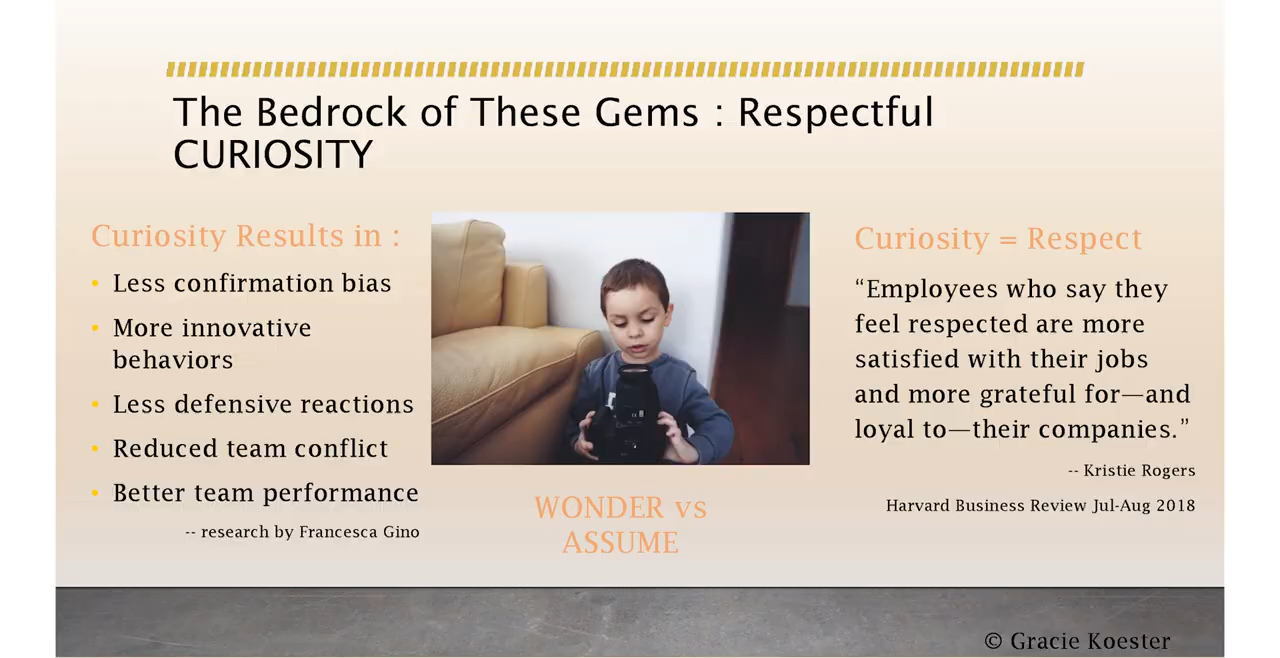 The Bedrock of These Gems : Respectful
CURIOSITY
Curiosity Results in :
• Less confirmation bias
• More innovative
behaviors
• Less defensive reactions
• Reduced team conflict
• Better team performance
-- research by Francesca Gino
WONDER vs
ASSUME
Curiosity = Respect
“Employees who say they
feel respected are more
satisfied with their jobs
and more grateful for—and
loyal to—their companies.”
-- Kristie Rogers
Harvard Business Review Jul-Aug 2018
© Gracie Koester